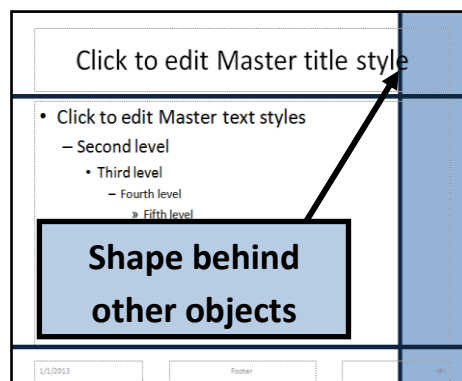 Click to edit Master title style
• Click to edit Master text styles
– Second level
• Third level
– Fourth level
» Fifth level
Shape behind
other objects
1/1/2013 Footer ‹#›